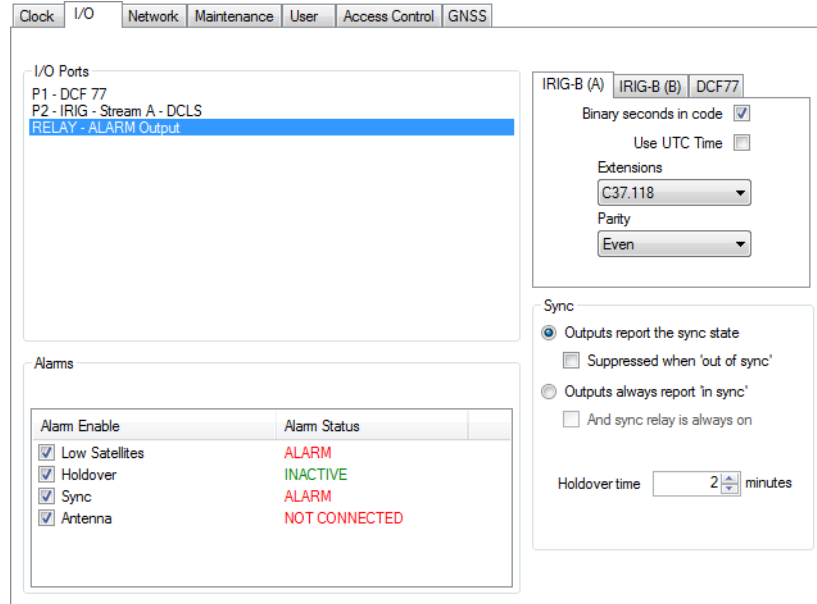 Clock I/O Network Maintenance User Access Control GNSS
I/O Ports
P1 - DCF 77
P2 - IRIG - Stream A - DCLS
RELAY - ALARM Output
IRIG-B (A) IRIG-B (B) DCF77
Binary seconds in code
Use UTC Time
Extensions
C37.118
Parity
Even
Sync
Outputs report the sync state
Suppressed when 'out of sync'
Outputs always report 'in sync'
And sync relay is always on
Holdover time 2 minutes
Alarms
Alarm Enable Alarm Status
Low Satellites ALARM
Holdover INACTIVE
Sync ALARM
Antenna NOT CONNECTED